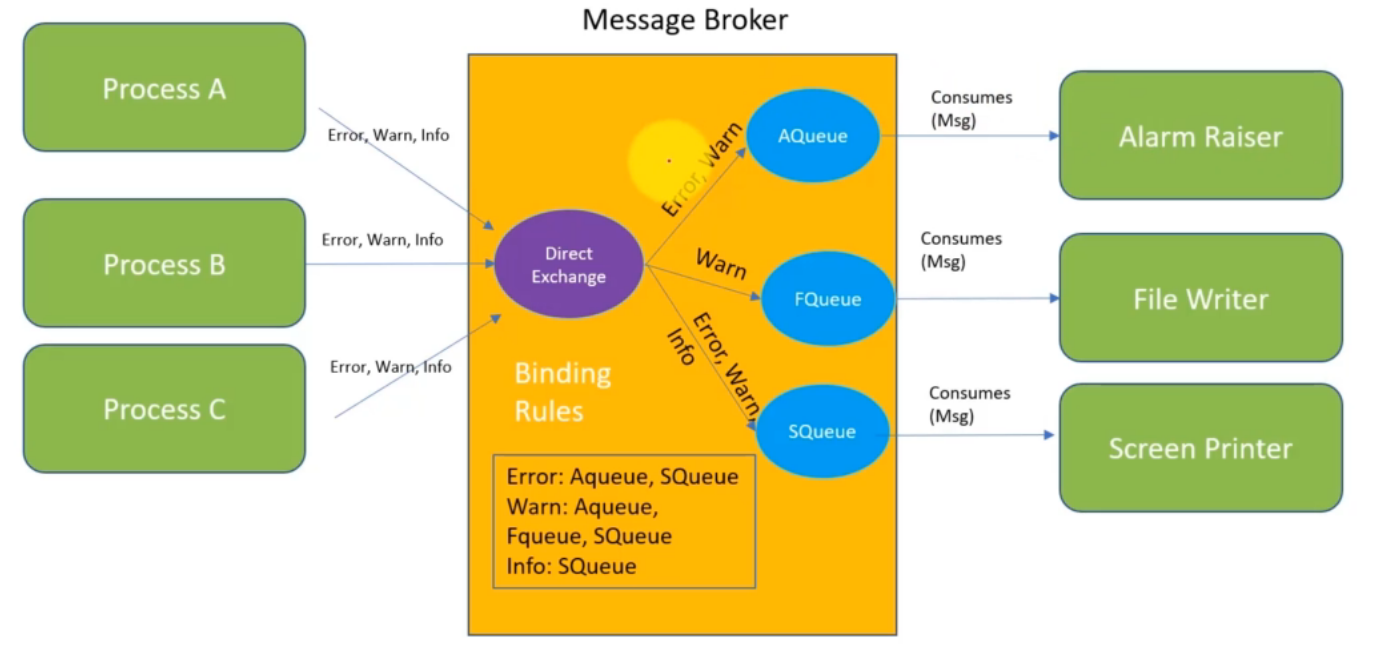 Message Broker
Process A
Error, Warn, Info
Process B
Error, Warn, Info
Process C
Error, Warn, Info
Direct
Exchange
Error, Warn
Warn
Error, Warn,
Info
AQueue
FQueue
SQueue
Binding
Rules
Error: Aqueue, SQueue
Warn: Aqueue,
Fqueue, SQueue
Info: SQueue
Consumes
(Msg)
Alarm Raiser
Consumes
(Msg)
File Writer
Consumes
(Msg)
Screen Printer